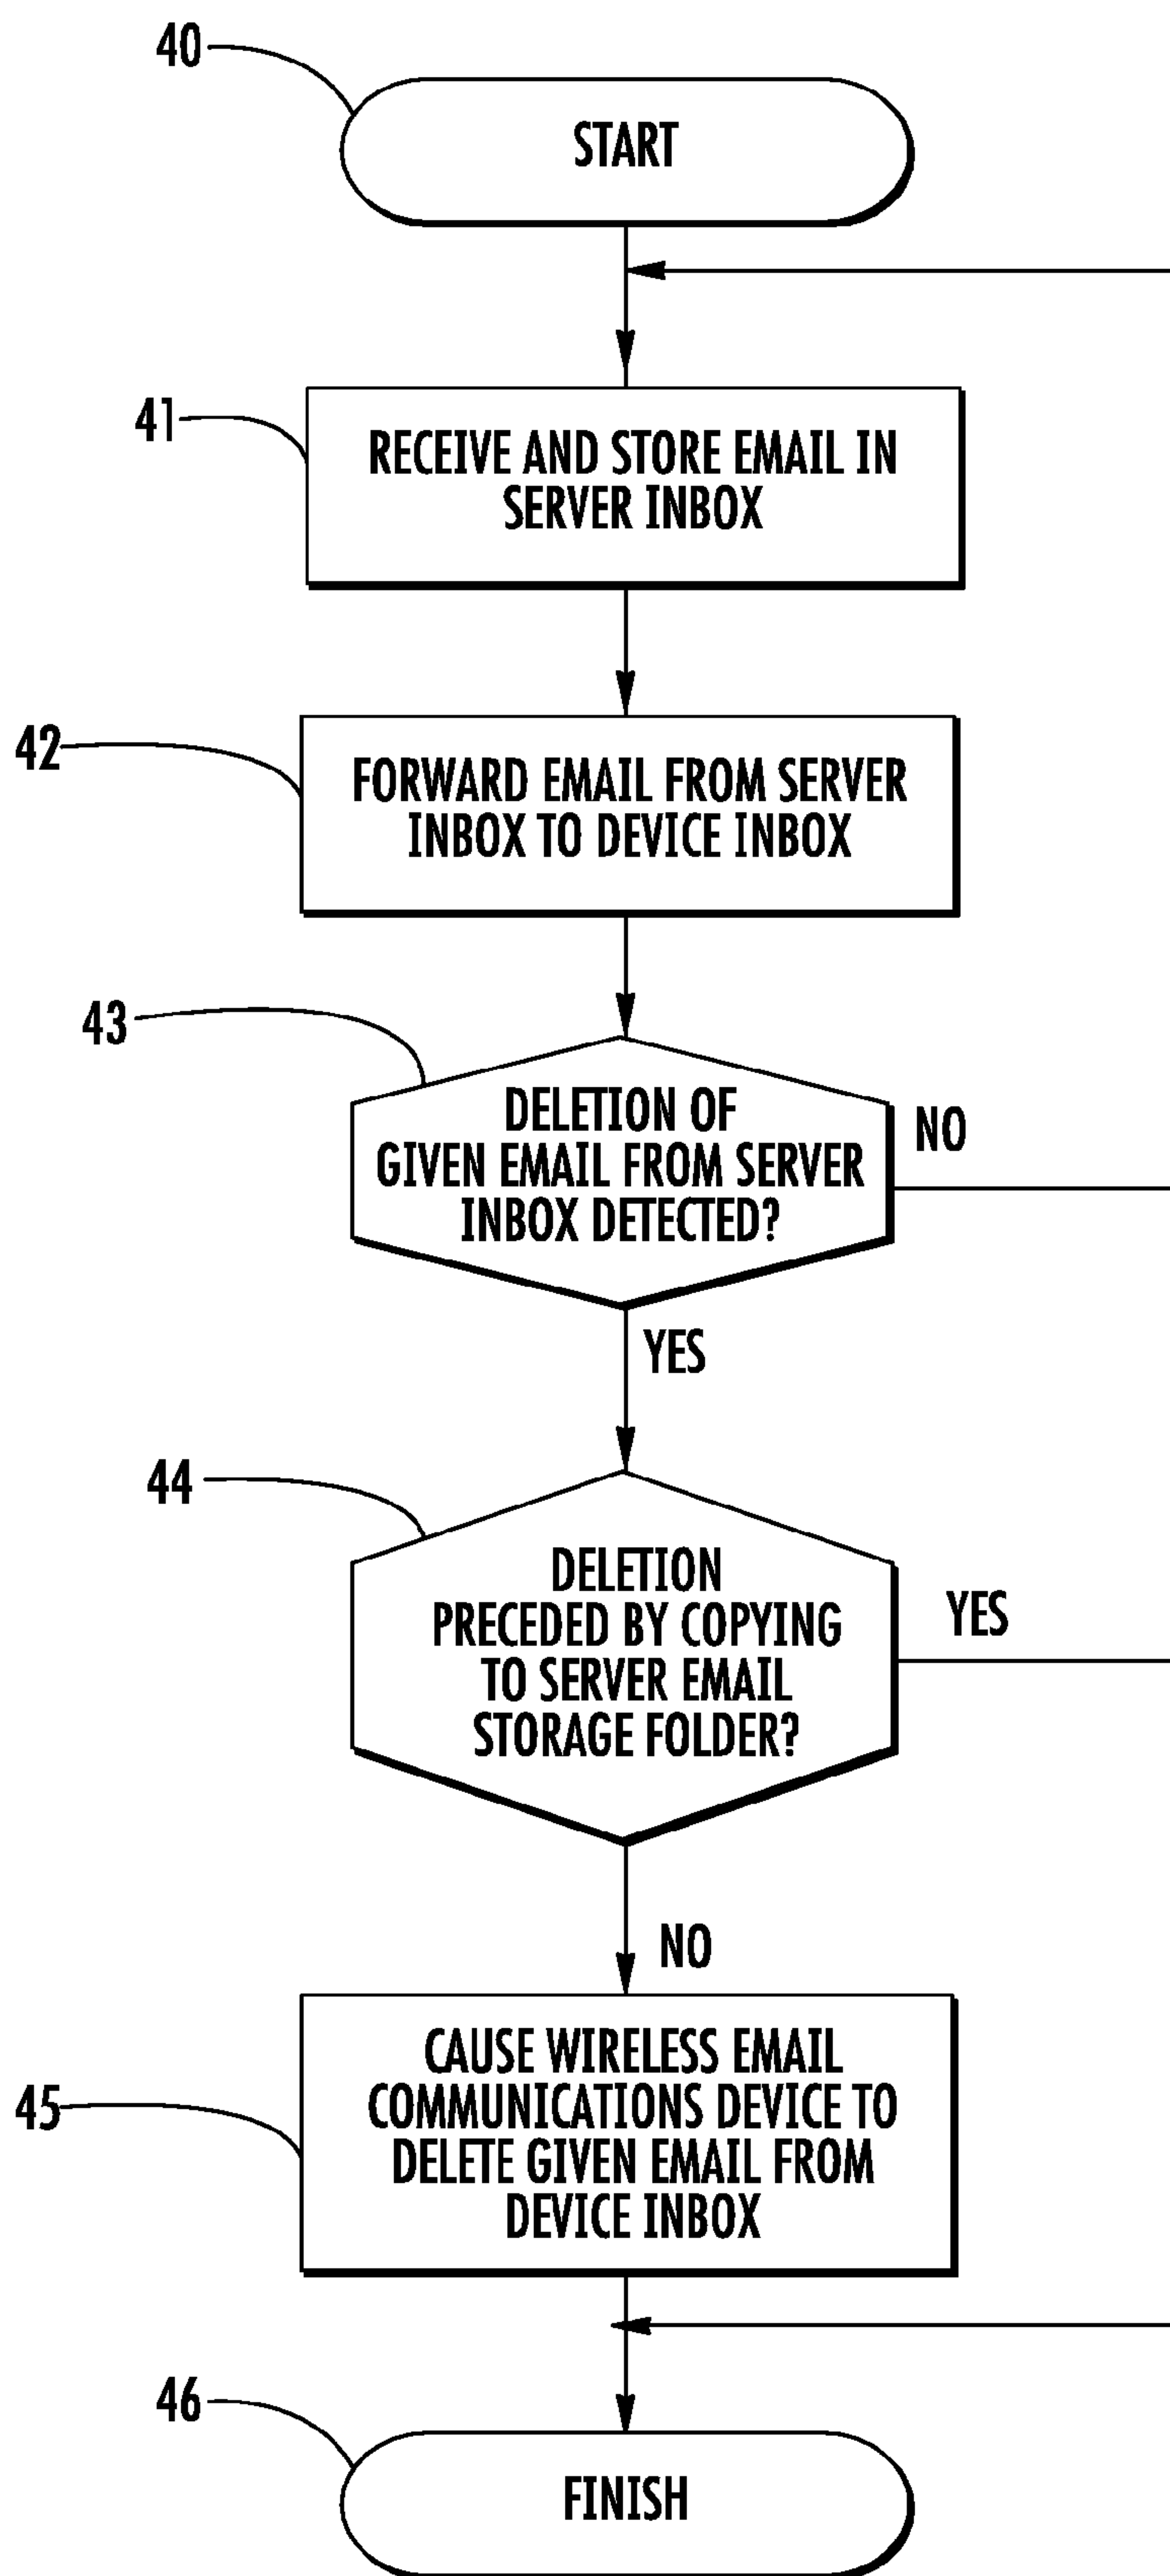 40
START
41
RECEIVE AND STORE EMAIL IN
SERVER INBOX
42
FORWARD EMAIL FROM SERVER
INBOX TO DEVICE INBOX
43
DELETION OF
GIVEN EMAIL FROM SERVER
INBOX DETECTED?
NO
YES
44
DELETION
PRECEDED BY COPYING
TO SERVER EMAIL
STORAGE FOLDER?
YES
NO
45
CAUSE WIRELESS EMAIL
COMMUNICATIONS DEVICE TO
DELETE GIVEN EMAIL FROM
DEVICE INBOX
46
FINISH